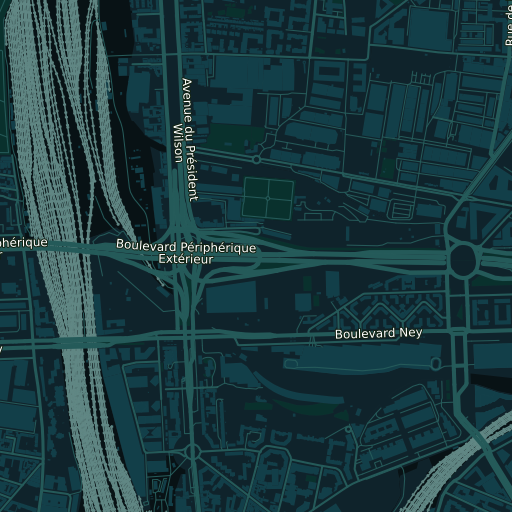 Rue de
Avenue du Président
Wilson
phérique
Boulevard Périphérique
Extérieur
Boulevard Ney
y